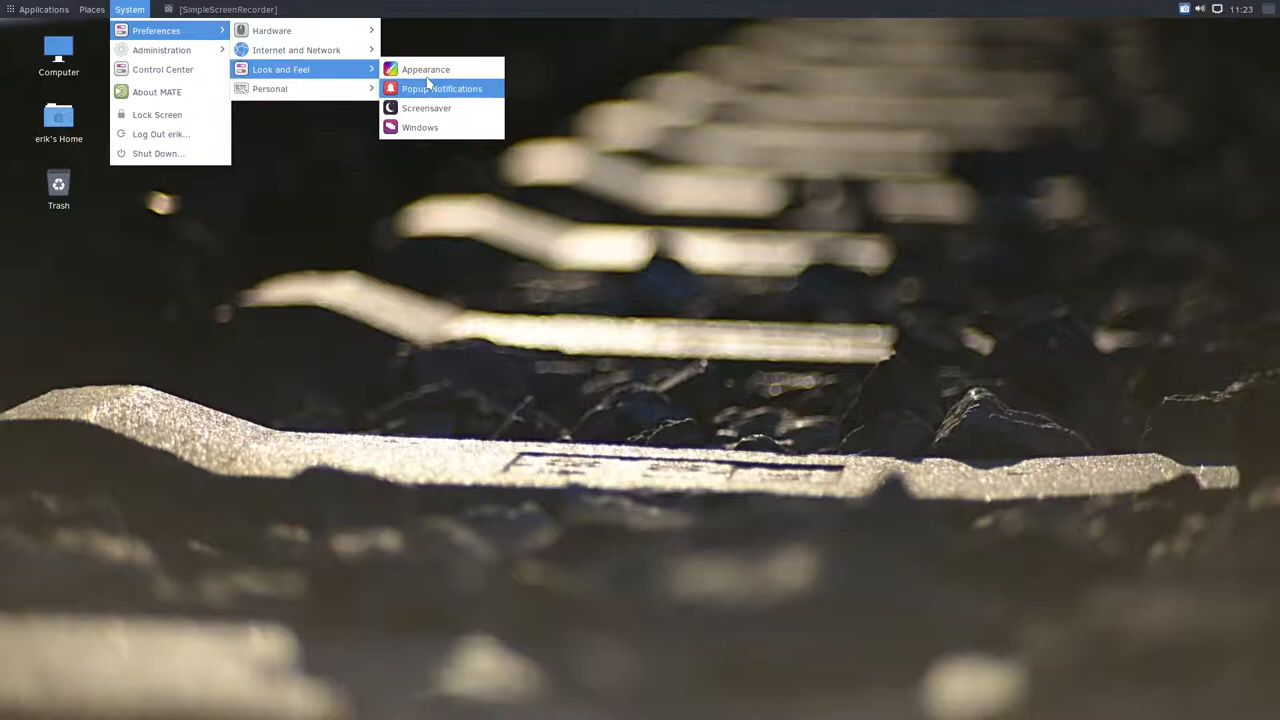 Applications Places System [SimpleScreenRecorder] 11:23
Preferences
Administration
Control Center
About MATE
Lock Screen
Log Out erik...
Shut Down...
Hardware
Internet and Network
Look and Feel
Personal
Appearance
Popup Notifications
Screensaver
Windows
Computer
erik's Home
Trash